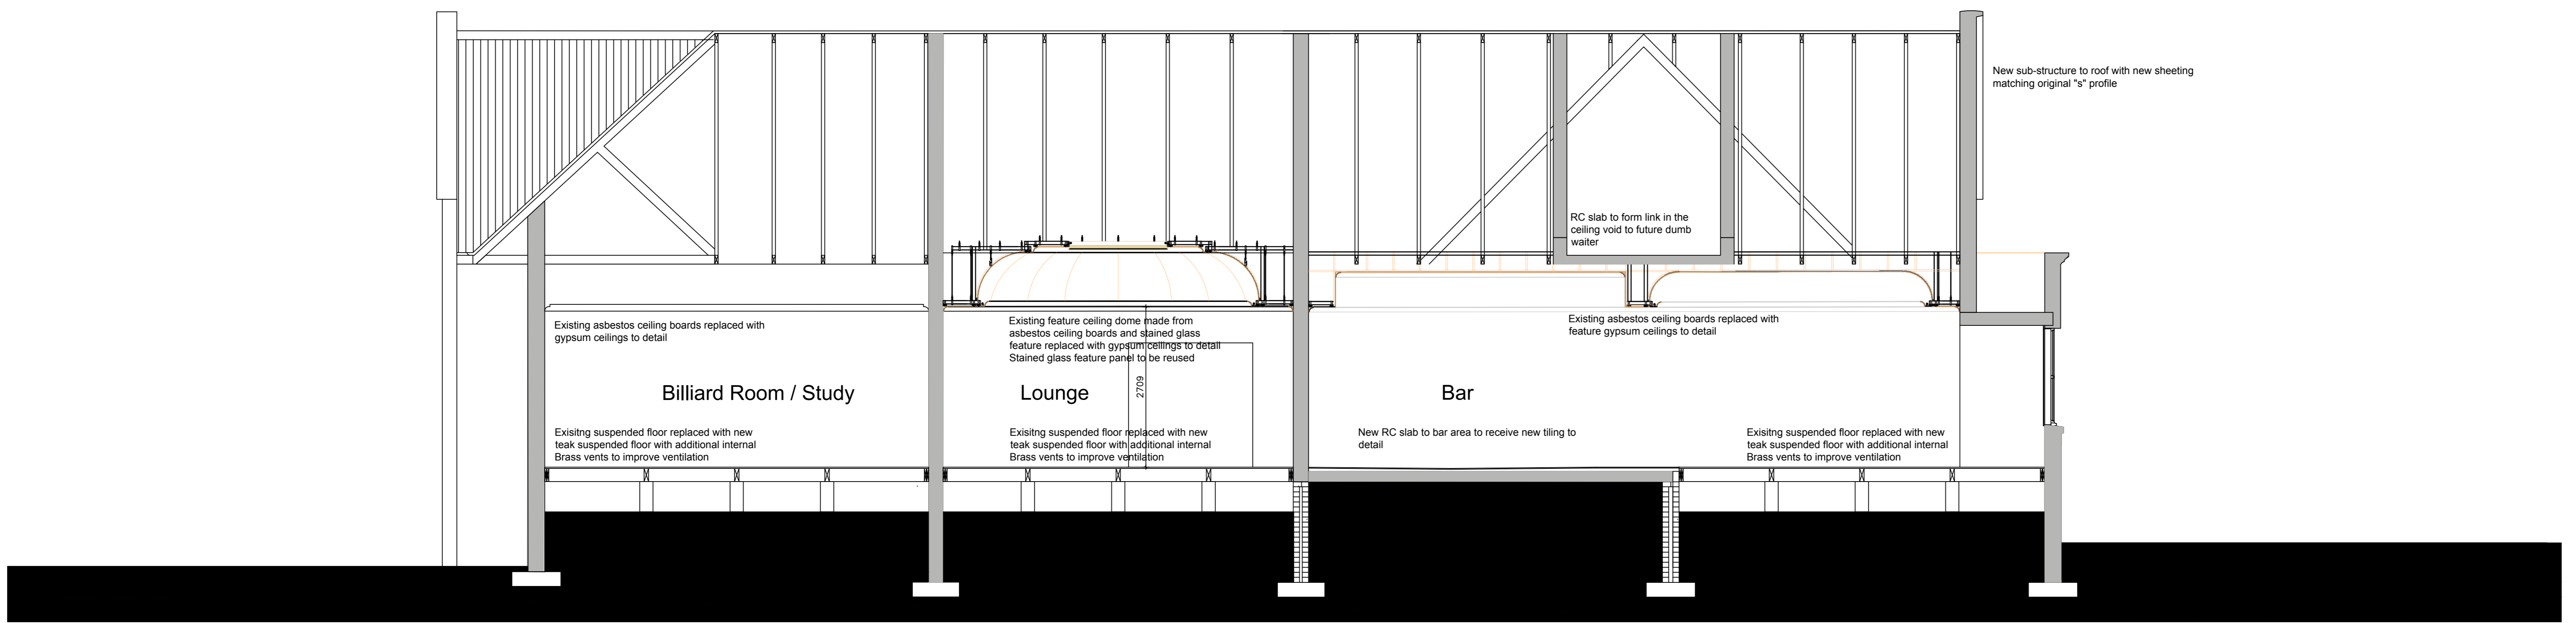 New sub-structure to roof with new sheeting
matching original "s" profile
RC slab to form link in the
ceiling void to future dumb
waiter
Existing asbestos ceiling boards replaced with
gypsum ceilings to detail
Existing feature ceiling dome made from
asbestos ceiling boards and stained glass
feature replaced with gypsum ceilings to detail
Stained glass feature panel to be reused
Existing asbestos ceiling boards replaced with
feature gypsum ceilings to detail
Billiard Room / Study
Lounge
2709
Bar
Exisitng suspended floor replaced with new
teak suspended floor with additional internal
Brass vents to improve ventilation
Exisitng suspended floor replaced with new
teak suspended floor with additional internal
Brass vents to improve ventilation
New RC slab to bar area to receive new tiling to
detail
Exisitng suspended floor replaced with new
teak suspended floor with additional internal
Brass vents to improve ventilation